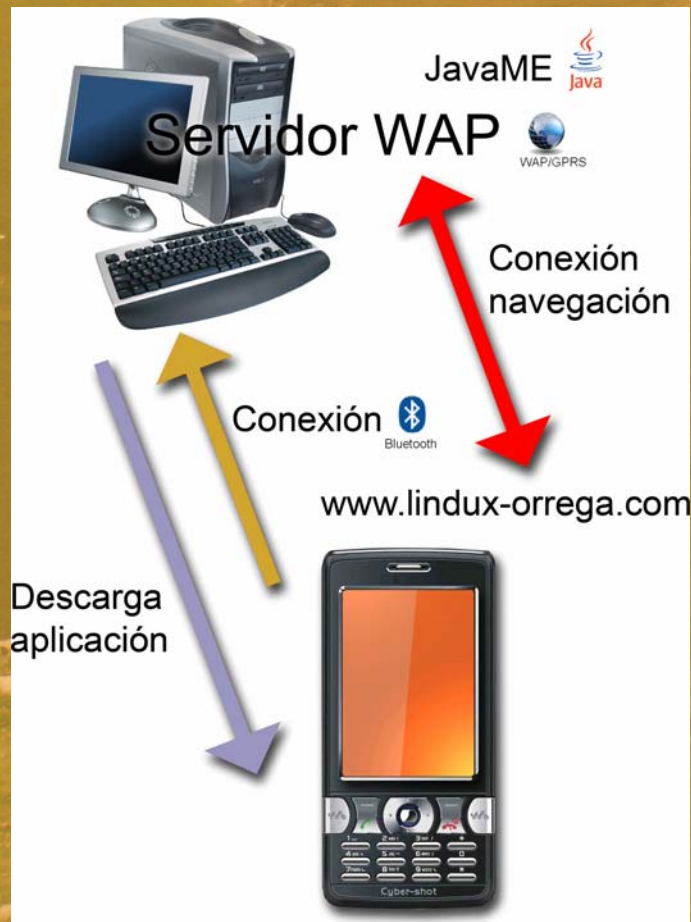 JavaME
Java
Servidor WAP
WAP/GPRS
Conexión
navegación
Conexión
Bluetooth
www.lindux-orrega.com
Descarga
aplicación
Cyber-shot